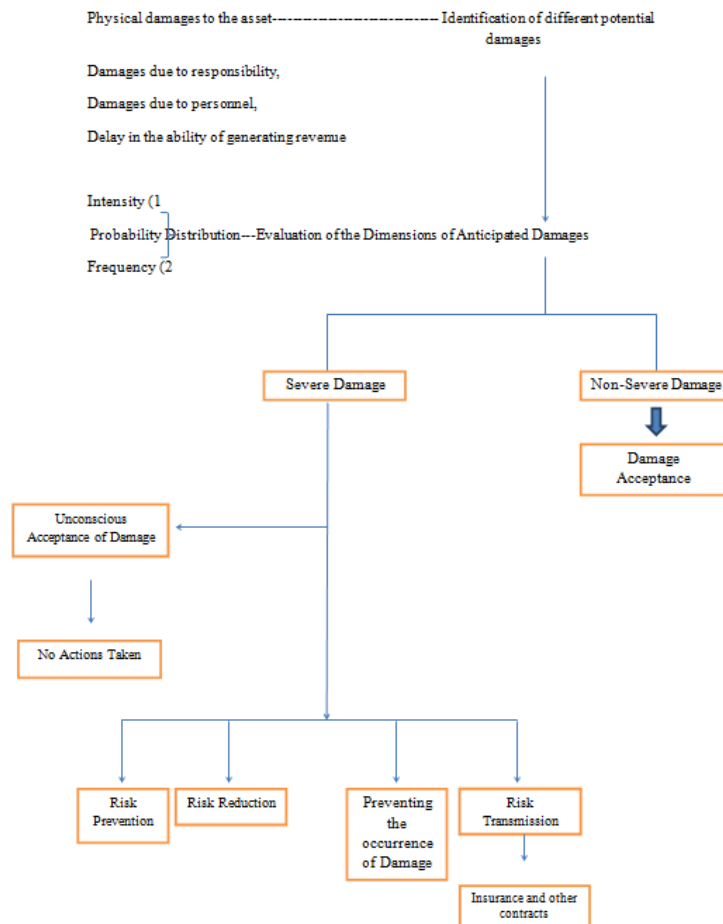 Physical damages to the asset-------------------------------- Identification of different potential
damages
Damages due to responsibility,
Damages due to personnel,
Delay in the ability of generating revenue
Intensity (1
Probability Distribution---Evaluation of the Dimensions of Anticipated Damages
Frequency (2
Severe Damage
Non-Severe Damage
Damage
Acceptance
Unconscious
Acceptance of Damage
No Actions Taken
Risk
Prevention
Risk Reduction
Preventing
the
occurrence
of Damage
Risk
Transmission
Insurance and other
contracts